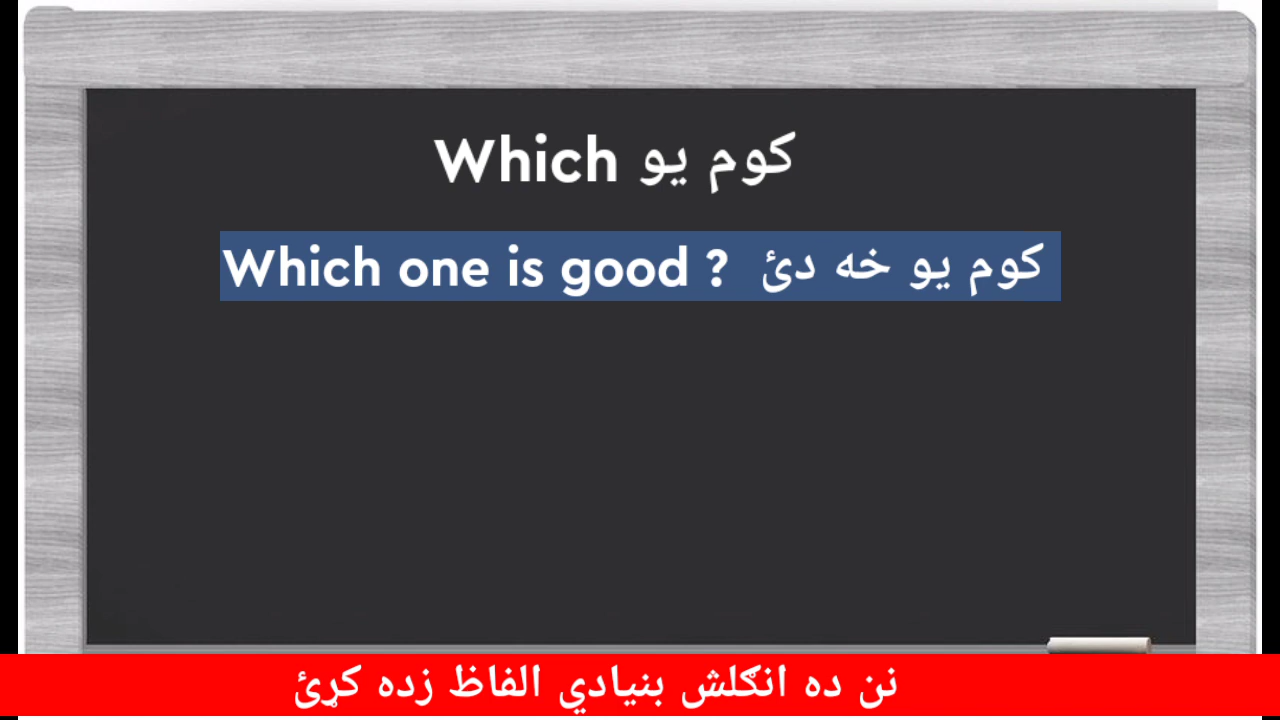 Which کوم یو
Which one is good ? کوم یو خه دئ
نن ده انګلش بنیادي الفاظ زده کړئ